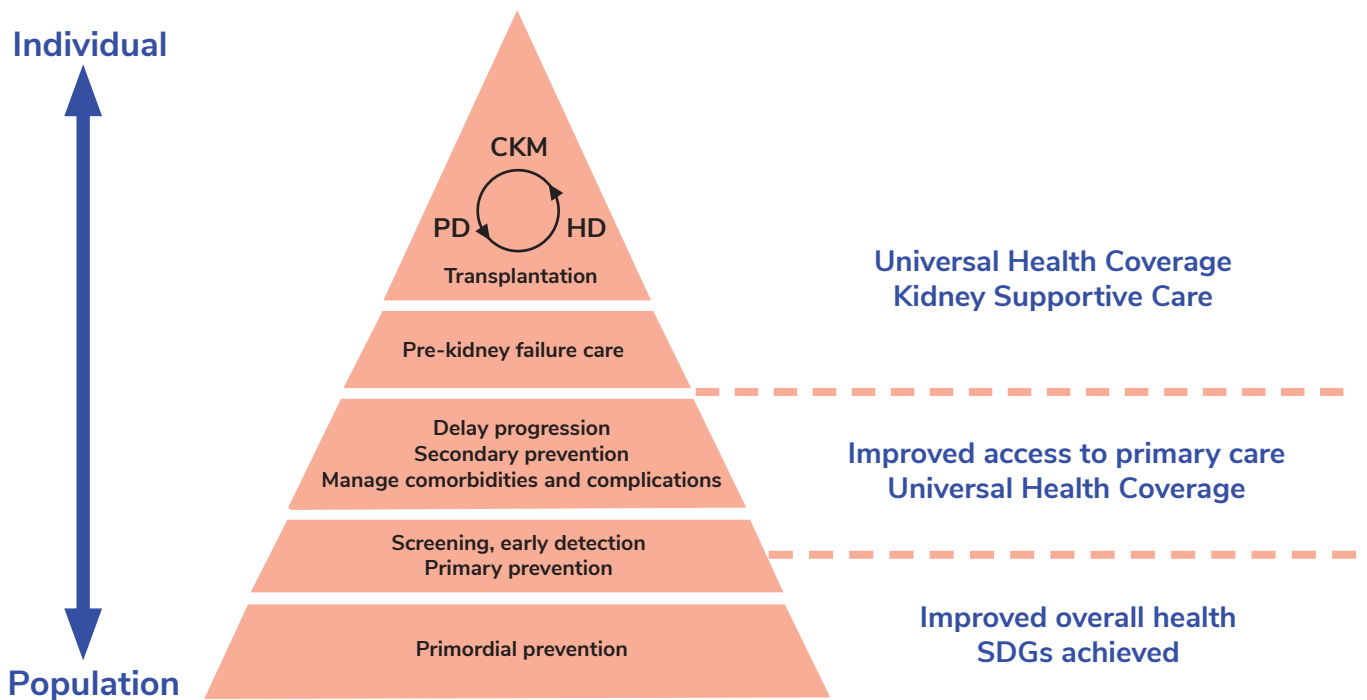 Individual
CKM
PD
HD
Transplantation
Pre-kidney failure care
Delay progression
Secondary prevention
Manage comorbidities and complications
Screening, early detection
Primary prevention
Primordial prevention
Population
Universal Health Coverage
Kidney Supportive Care
Improved access to primary care
Universal Health Coverage
Improved overall health
SDGs achieved